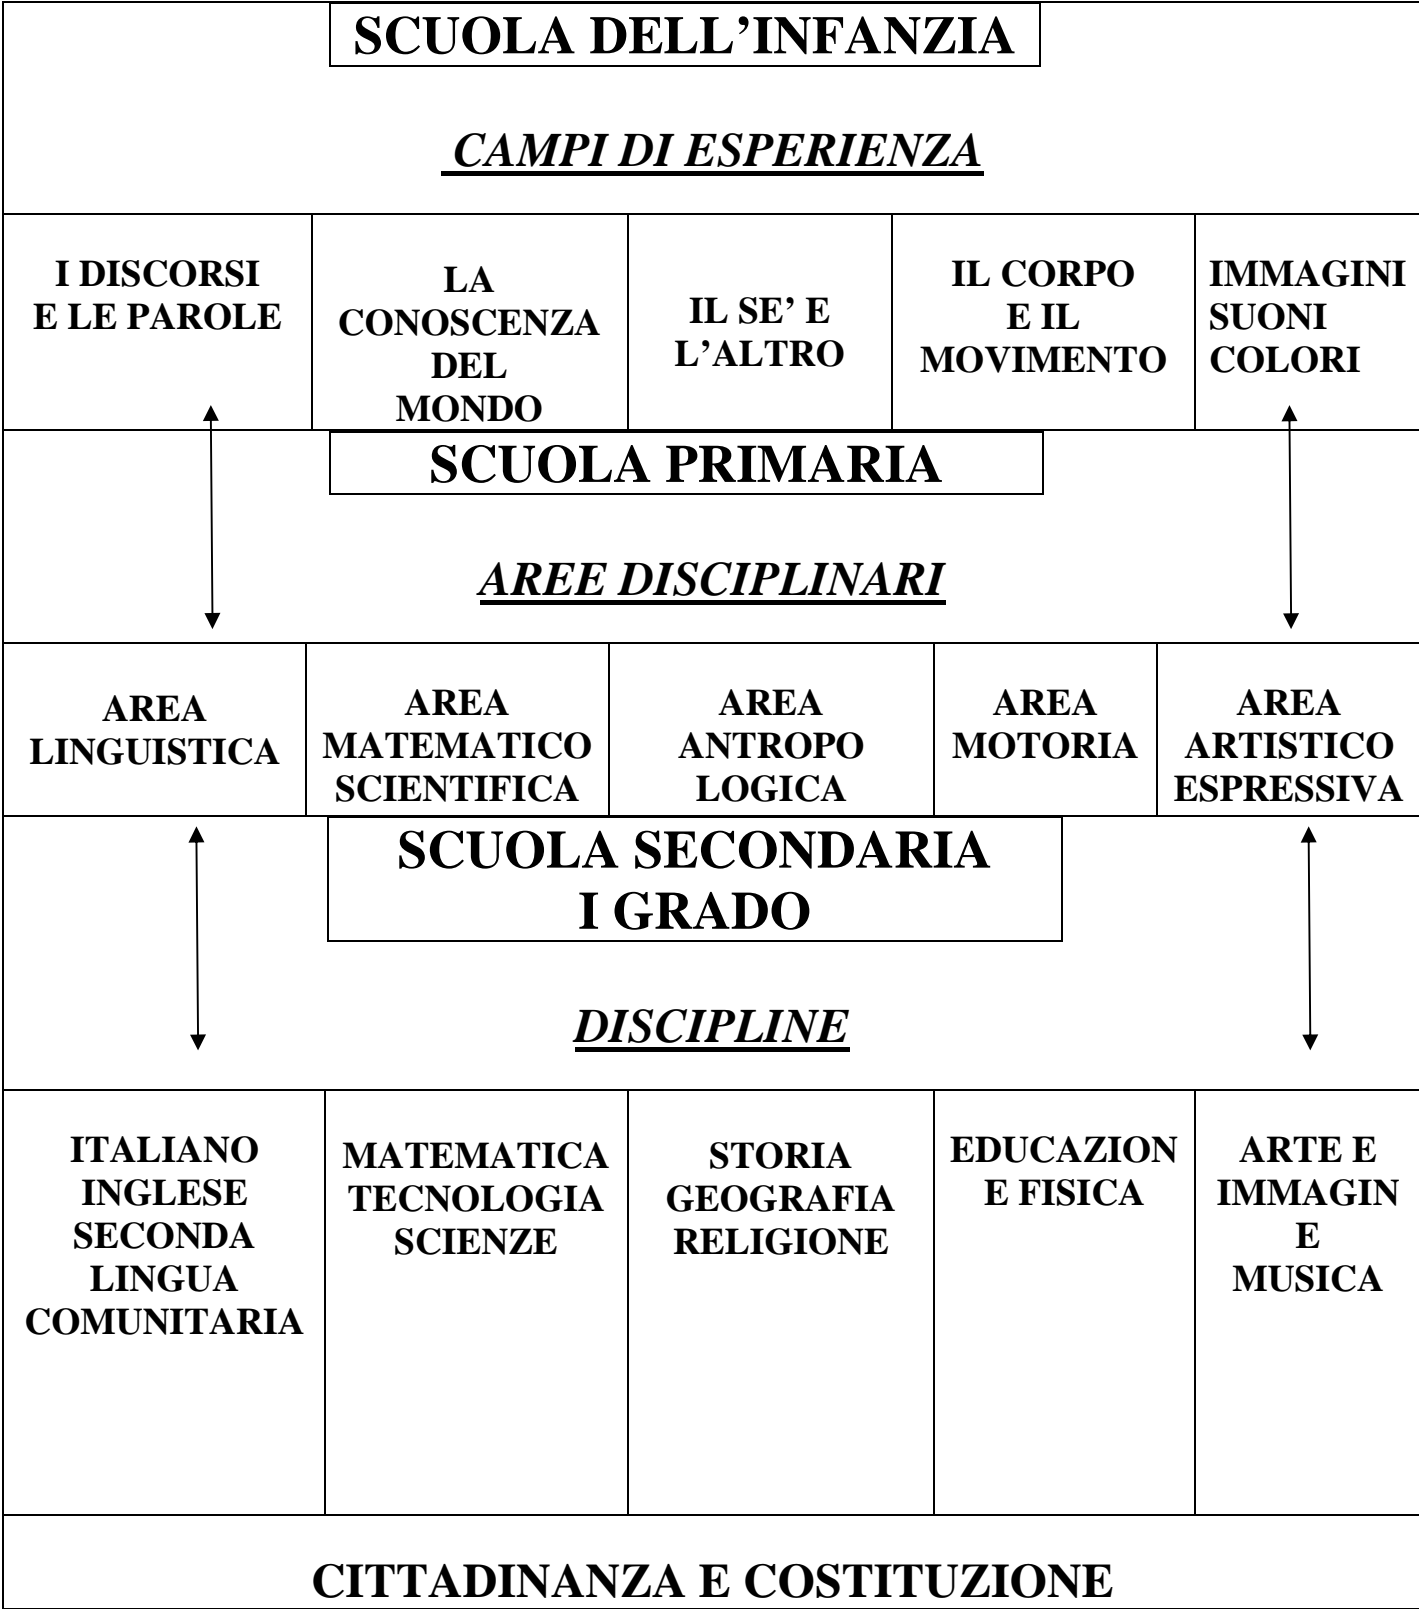 SCUOLA DELL’INFANZIA
CAMPI DI ESPERIENZA
I DISCORSI
E LE PAROLE
LA
CONOSCENZA
DEL
MONDO
IL SE’ E
L’ALTRO
IL CORPO
E IL
MOVIMENTO
IMMAGINI
SUONI
COLORI
SCUOLA PRIMARIA
AREE DISCIPLINARI
AREA
LINGUISTICA
AREA
MATEMATICO
SCIENTIFICA
AREA
ANTROPO
LOGICA
AREA
MOTORIA
AREA
ARTISTICO
ESPRESSIVA
SCUOLA SECONDARIA
I GRADO
DISCIPLINE
ITALIANO
INGLESE
SECONDA
LINGUA
COMUNITARIA
MATEMATICA
TECNOLOGIA
SCIENZE
STORIA
GEOGRAFIA
RELIGIONE
EDUCAZION
E FISICA
ARTE E
IMMAGIN
E
MUSICA
CITTADINANZA E COSTITUZIONE